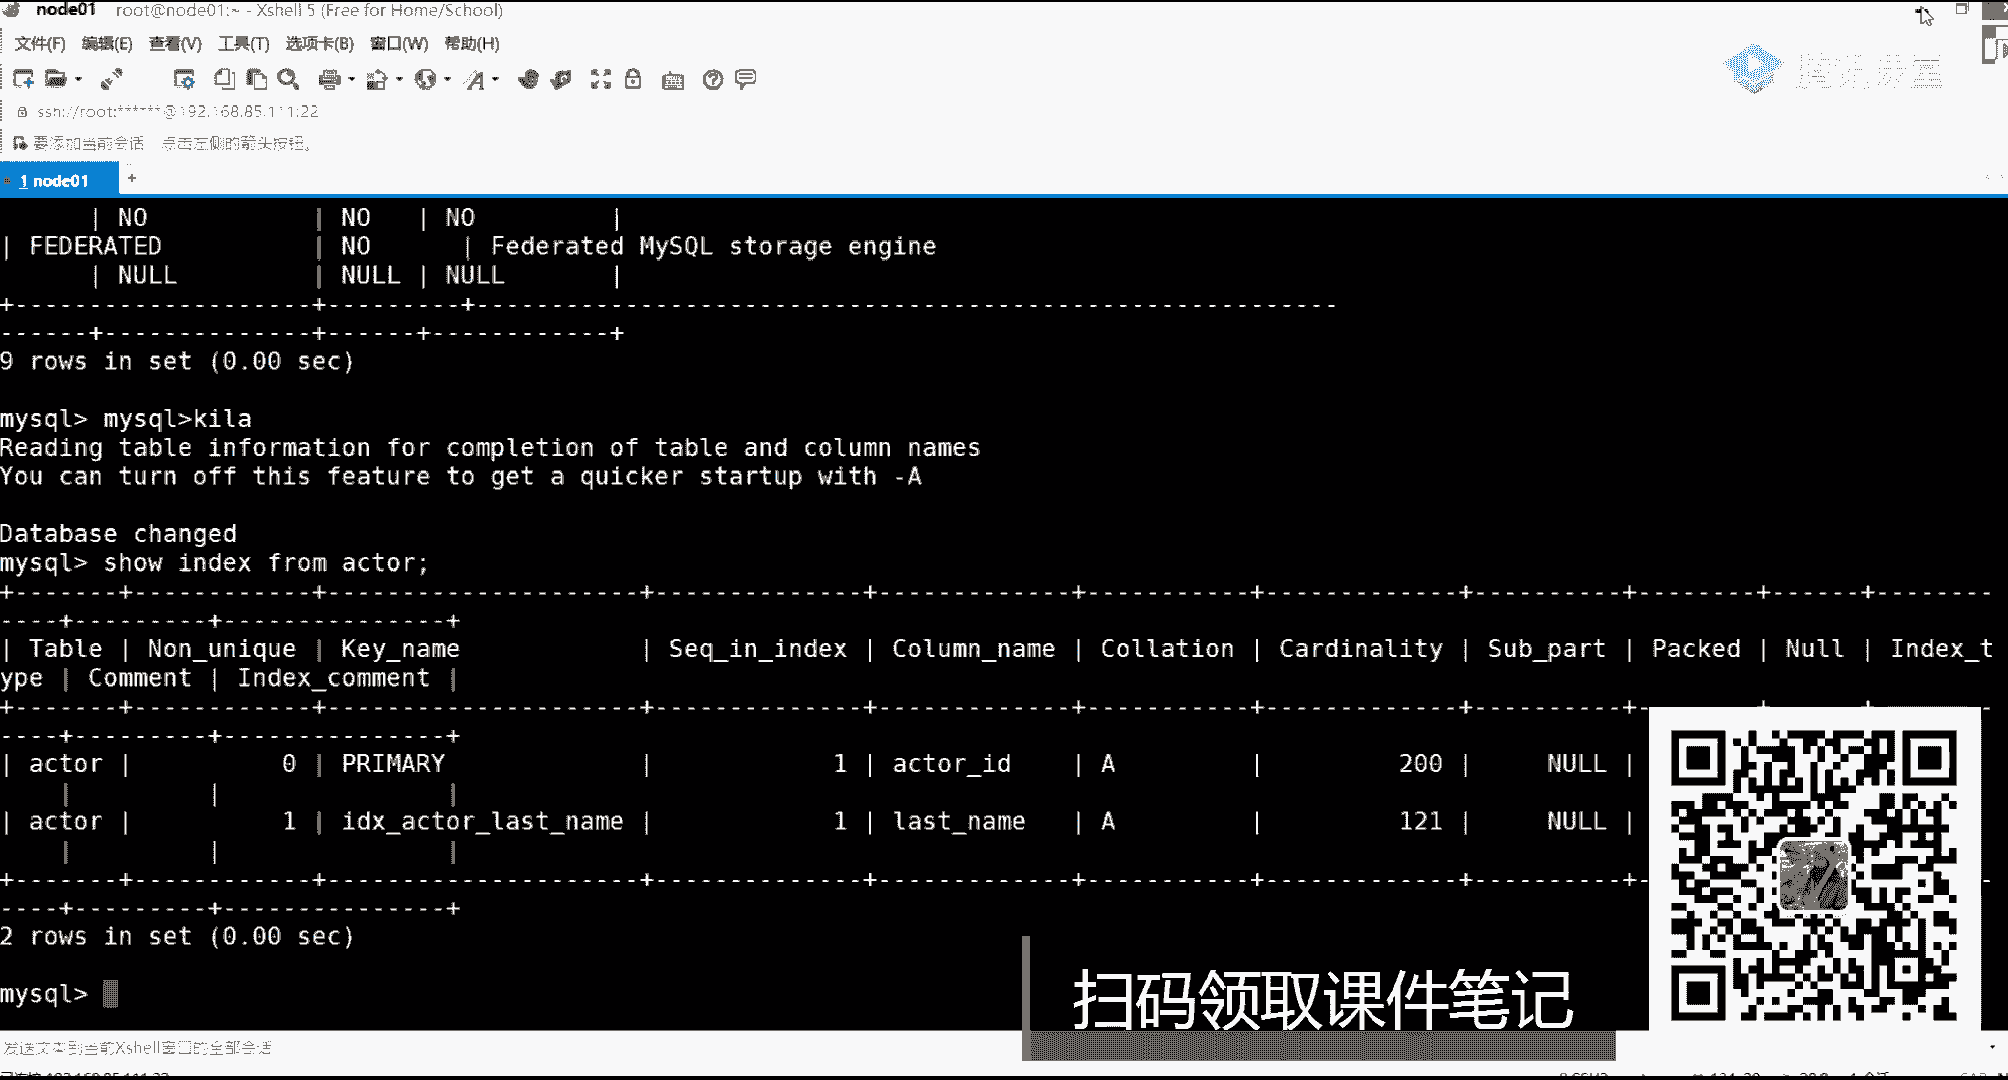 node01 root@node01:~ - Xshell 5 (Free for Home/School)
文件(F) 编辑(E) 查看(V) 工具(T) 选项卡(B) 窗口(W) 帮助(H)
腾讯课堂
ssh://root:******@192.168.85.111:22
要添加当前会话 点击左侧的箭头按钮。
1 node01 +
| NO | NO | NO |
| FEDERATED | NO | Federated MySQL storage engine
| NULL | NULL | NULL |
+--------------------+---------+----------------------------------------------------------
------+--------------+------+------------+
9 rows in set (0.00 sec)
mysql> mysql>kila
Reading table information for completion of table and column names
You can turn off this feature to get a quicker startup with -A
Database changed
mysql> show index from actor;
+-------+------------+---------------------+--------------+-------------+-----------+-------------+----------+--------+------+--------
----+---------+---------------+
| Table | Non_unique | Key_name | Seq_in_index | Column_name | Collation | Cardinality | Sub_part | Packed | Null | Index_t
ype | Comment | Index_comment |
+-------+------------+---------------------+--------------+-------------+-----------+-------------+----------+-
----+---------+---------------+
| actor | 0 | PRIMARY | 1 | actor_id | A | 200 | NULL |
| | |
| actor | 1 | idx_actor_last_name | 1 | last_name | A | 121 | NULL |
| | |
+-------+------------+---------------------+--------------+-------------+-----------+-------------+----------+-
----+---------+---------------+
2 rows in set (0.00 sec)
mysql>
扫码领取课件笔记
发送文本到当前Xshell窗口的全部会话